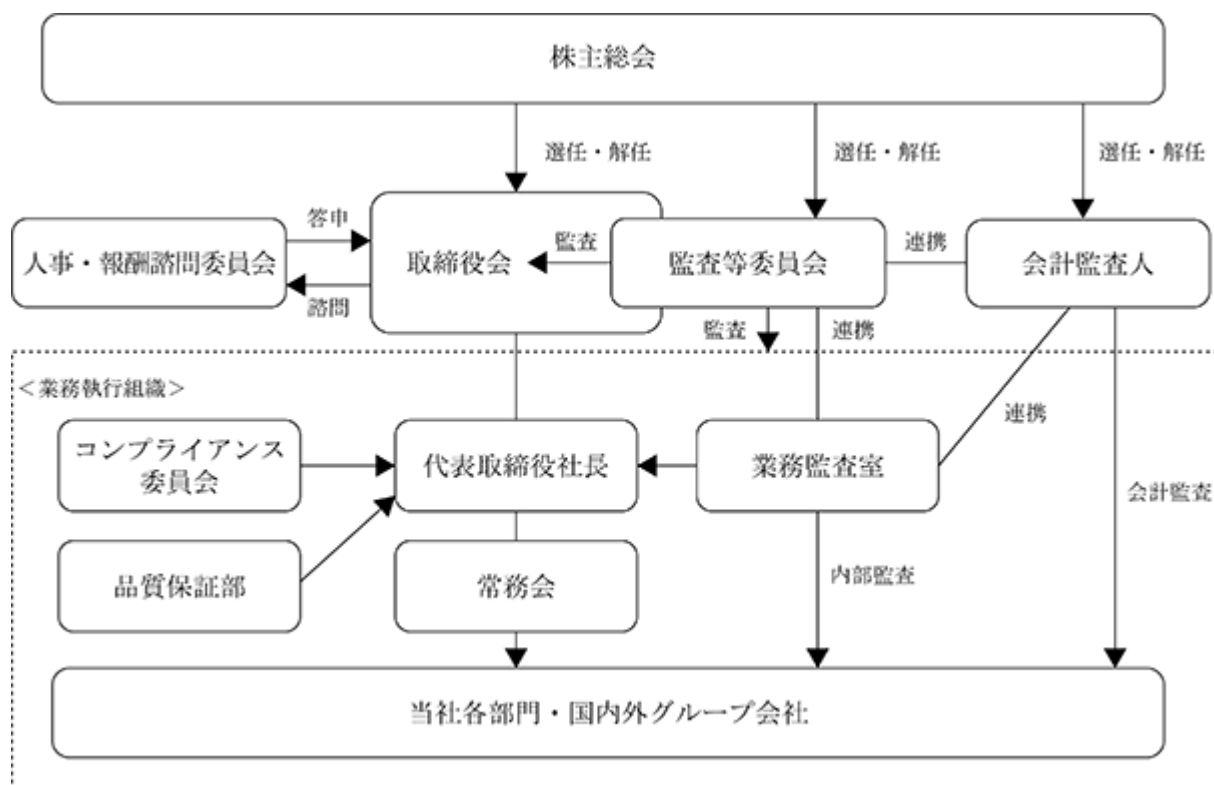 株主総会
選任・解任
選任・解任
選任・解任
答申
人事・報酬諮問委員会
諮問
取締役会
監査
監査等委員会
連携
会計監査人
監査
連携
＜業務執行組織＞
連携
コンプライアンス
委員会
代表取締役社長
業務監査室
会計監査
品質保証部
常務会
内部監査
当社各部門・国内外グループ会社